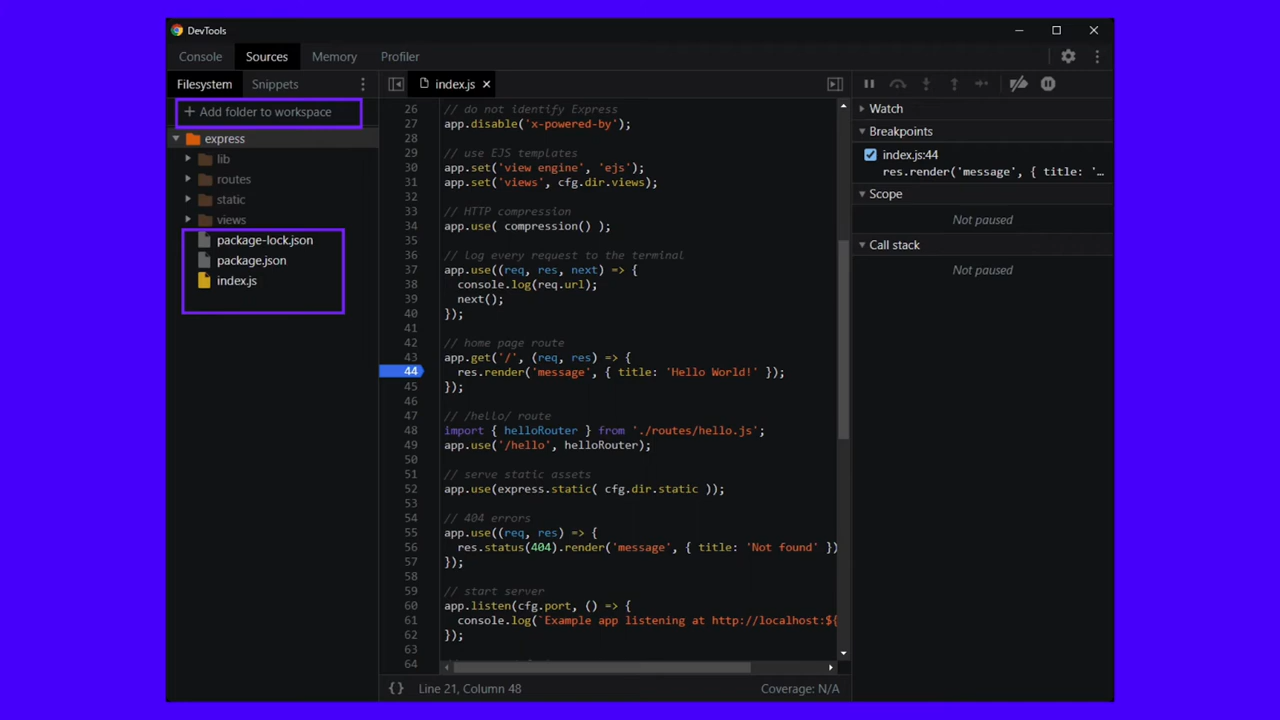 DevTools
Console Sources Memory Profiler
Filesystem Snippets
+ Add folder to workspace
express
lib
routes
static
views
package-lock.json
package.json
index.js
index.js ×
26 // do not identify Express
27 app.disable('x-powered-by');
28
29 // use EJS templates
30 app.set('view engine', 'ejs');
31 app.set('views', cfg.dir.views);
32
33 // HTTP compression
34 app.use( compression() );
35
36 // log every request to the terminal
37 app.use((req, res, next) => {
38 console.log(req.url);
39 next();
40 });
41
42 // home page route
43 app.get('/', (req, res) => {
44 res.render('message', { title: 'Hello World!' });
45 });
46
47 // /hello/ route
48 import { helloRouter } from './routes/hello.js';
49 app.use('/hello', helloRouter);
50
51 // serve static assets
52 app.use(express.static( cfg.dir.static ));
53
54 // 404 errors
55 app.use((req, res) => {
56 res.status(404).render('message', { title: 'Not found' })
57 });
58
59 // start server
60 app.listen(cfg.port, () => {
61 console.log(`Example app listening at http://localhost:${
62 });
63
64
{} Line 21, Column 48 Coverage: N/A
Watch
Breakpoints
index.js:44
res.render('message', { title: '…
Scope
Not paused
Call stack
Not paused